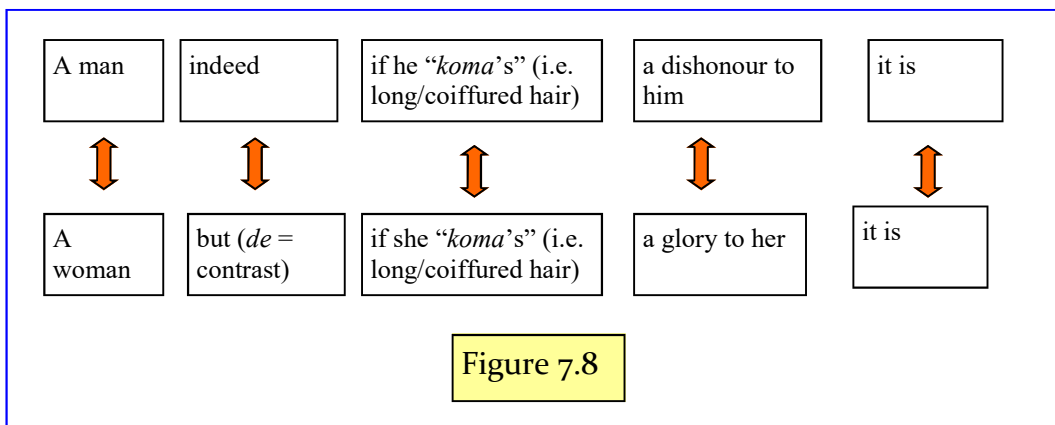 A man
indeed
if he “koma’s” (i.e.
long/coiffured hair)
a dishonour to
him
it is
A
woman
but (de =
contrast)
if she “koma’s” (i.e.
long/coiffured hair)
a glory to her
it is
Figure 7.8